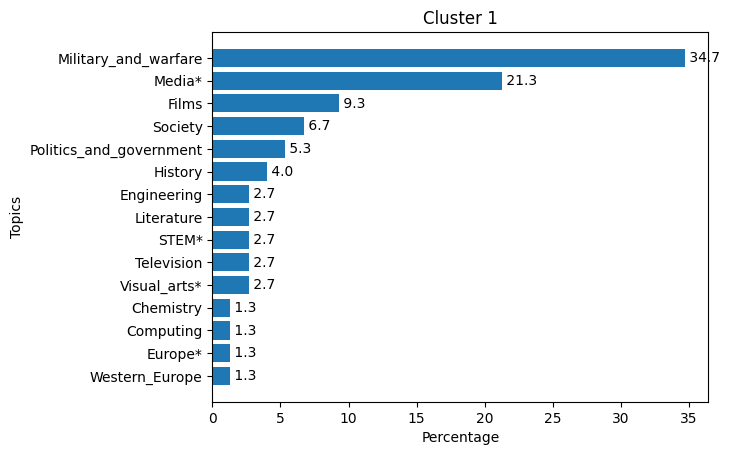 Cluster 1
Topics
Military_and_warfare 34.7
Media* 21.3
Films 9.3
Society 6.7
Politics_and_government 5.3
History 4.0
Engineering 2.7
Literature 2.7
STEM* 2.7
Television 2.7
Visual_arts* 2.7
Chemistry 1.3
Computing 1.3
Europe* 1.3
Western_Europe 1.3
0 5 10 15 20 25 30 35
Percentage